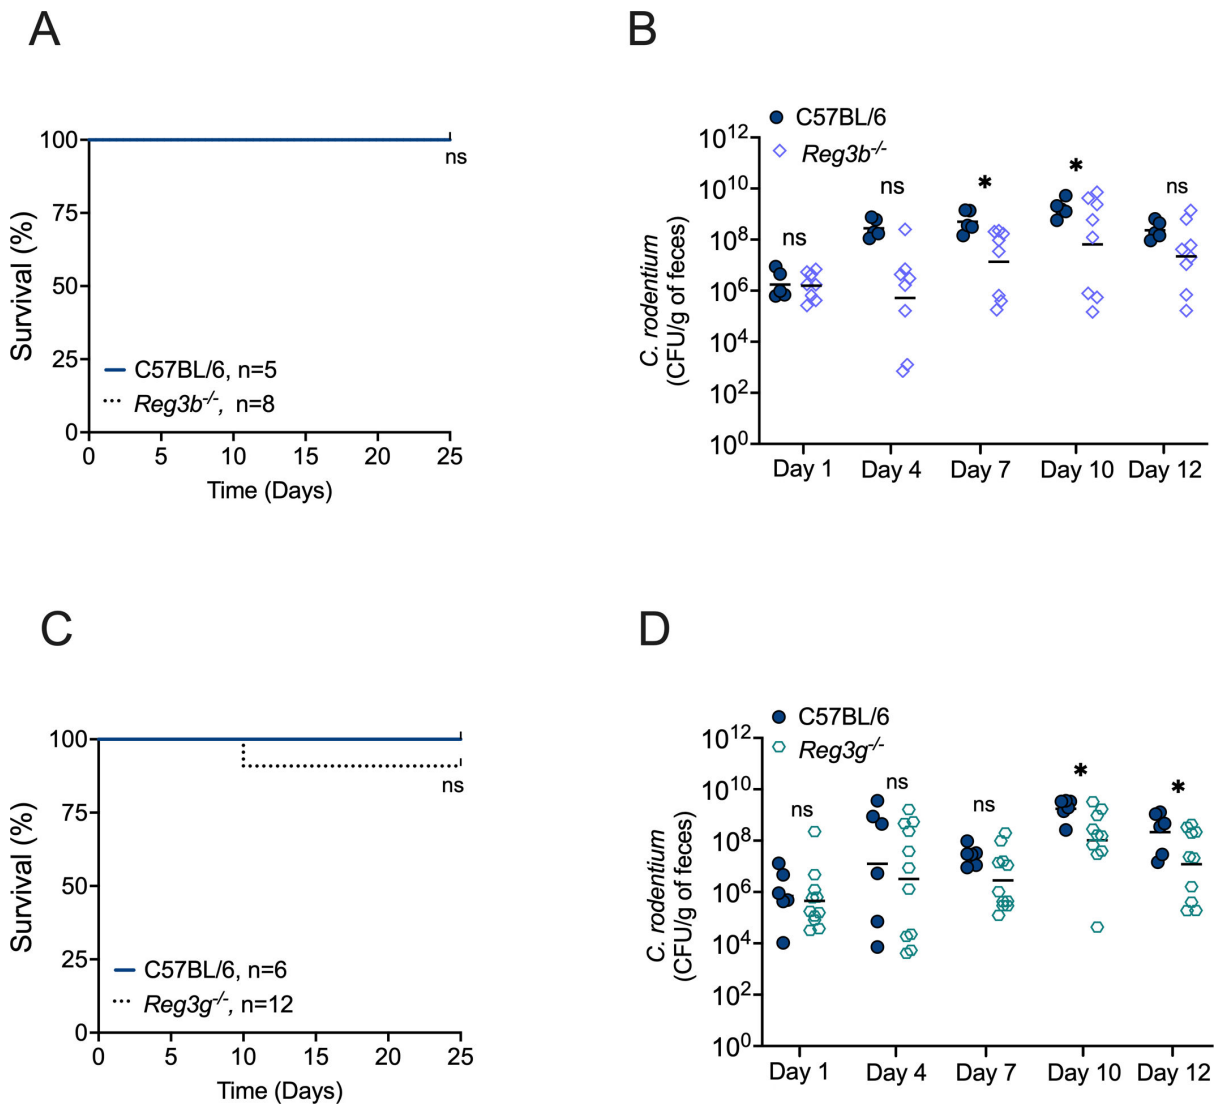 A
100
75
50
25
0
Survival (%)
ns
C57BL/6, n=5
Reg3b-/-, n=8
0 5 10 15 20 25
Time (Days)
B
C57BL/6
Reg3b-/-
10^12
10^10
10^8
10^6
10^4
10^2
10^0
C. rodentium
(CFU/g of feces)
ns ns * * ns
Day 1 Day 4 Day 7 Day 10 Day 12
C
100
75
50
25
0
Survival (%)
ns
C57BL/6, n=6
Reg3g-/-, n=12
0 5 10 15 20 25
Time (Days)
D
C57BL/6
Reg3g-/-
10^12
10^10
10^8
10^6
10^4
10^2
10^0
C. rodentium
(CFU/g of feces)
ns ns ns * *
Day 1 Day 4 Day 7 Day 10 Day 12